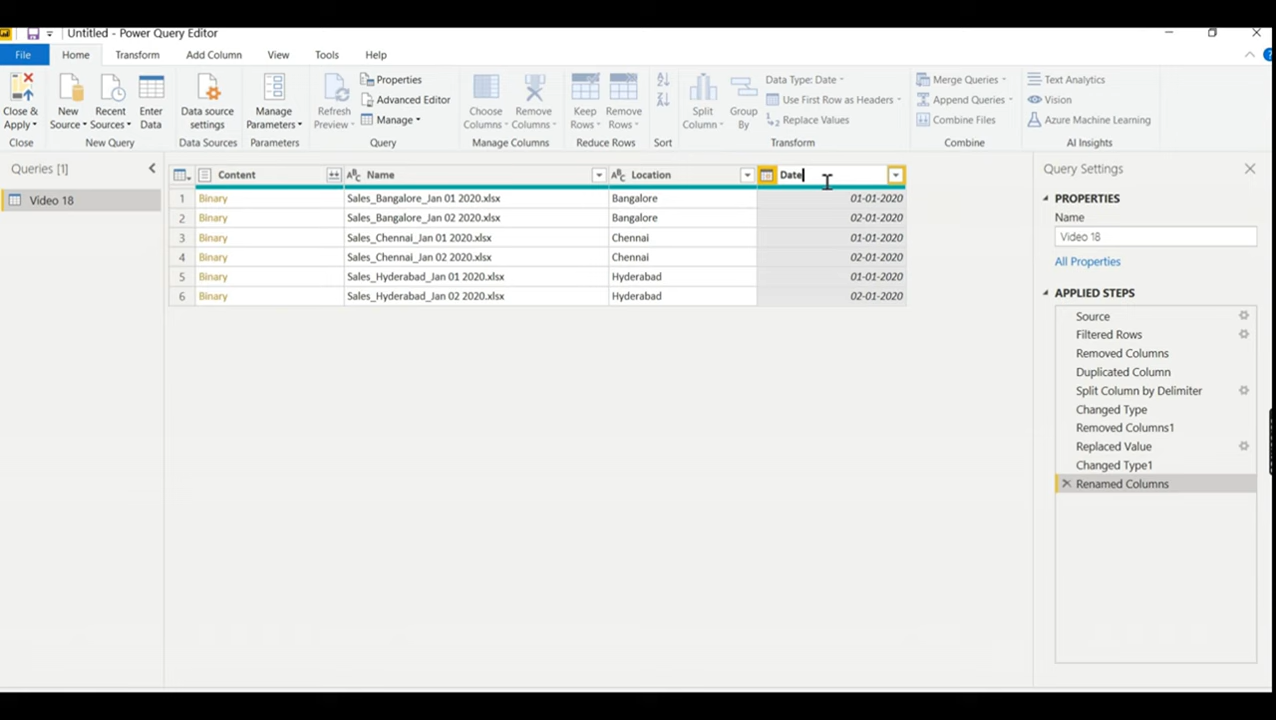 Untitled - Power Query Editor
File Home Transform Add Column View Tools Help
Close & Apply
New Source
Recent Sources
Enter Data
Data source settings
Manage Parameters
Refresh Preview
Properties
Advanced Editor
Manage
Choose Columns
Remove Columns
Keep Rows
Remove Rows
Split Column
Group By
Data Type: Date
Use First Row as Headers
Replace Values
Merge Queries
Append Queries
Combine Files
Text Analytics
Vision
Azure Machine Learning
Close New Query Data Sources Parameters Query Manage Columns Reduce Rows Sort Transform Combine AI Insights
Queries [1]
Video 18
Content Name Location Date
1 Binary Sales_Bangalore_Jan 01 2020.xlsx Bangalore 01-01-2020
2 Binary Sales_Bangalore_Jan 02 2020.xlsx Bangalore 02-01-2020
3 Binary Sales_Chennai_Jan 01 2020.xlsx Chennai 01-01-2020
4 Binary Sales_Chennai_Jan 02 2020.xlsx Chennai 02-01-2020
5 Binary Sales_Hyderabad_Jan 01 2020.xlsx Hyderabad 01-01-2020
6 Binary Sales_Hyderabad_Jan 02 2020.xlsx Hyderabad 02-01-2020
Query Settings
PROPERTIES
Name
Video 18
All Properties
APPLIED STEPS
Source
Filtered Rows
Removed Columns
Duplicated Column
Split Column by Delimiter
Changed Type
Removed Columns1
Replaced Value
Changed Type1
Renamed Columns